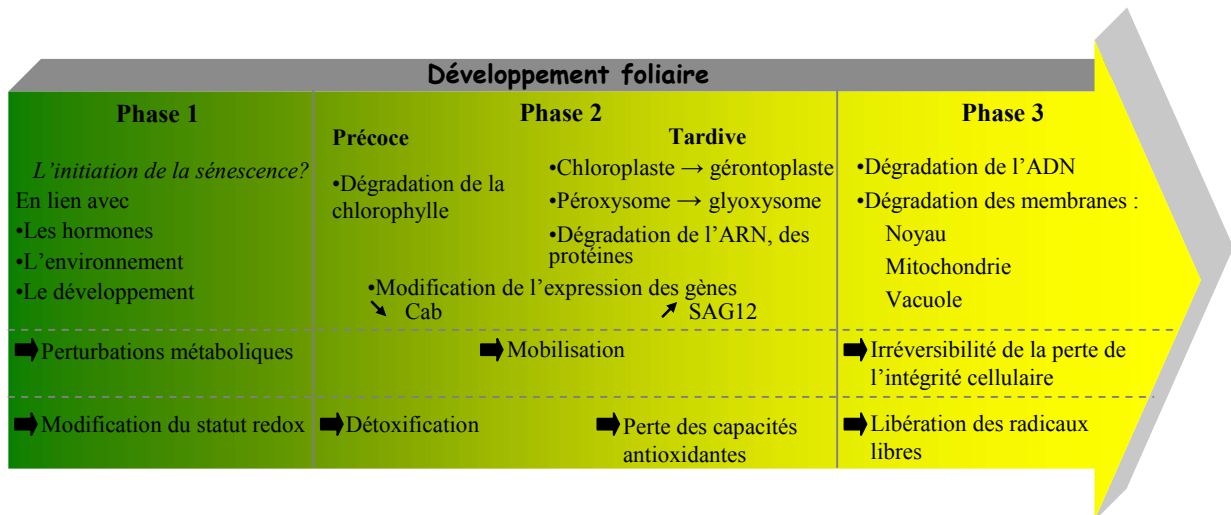 Développement foliaire
Phase 1
L'initiation de la sénescence?
En lien avec
•Les hormones
•L'environnement
•Le développement
Phase 2
Précoce
•Dégradation de la
chlorophylle
Tardive
•Chloroplaste → gérontoplaste
•Péroxysome → glyoxysome
•Dégradation de l'ARN, des
protéines
•Modification de l'expression des gènes
↘ Cab
↗ SAG12
Phase 3
•Dégradation de l'ADN
•Dégradation des membranes :
Noyau
Mitochondrie
Vacuole
➡Perturbations métaboliques
➡Mobilisation
➡Irréversibilité de la perte de
l'intégrité cellulaire
➡Modification du statut redox
➡Détoxification
➡Perte des capacités
antioxidantes
➡Libération des radicaux
libres